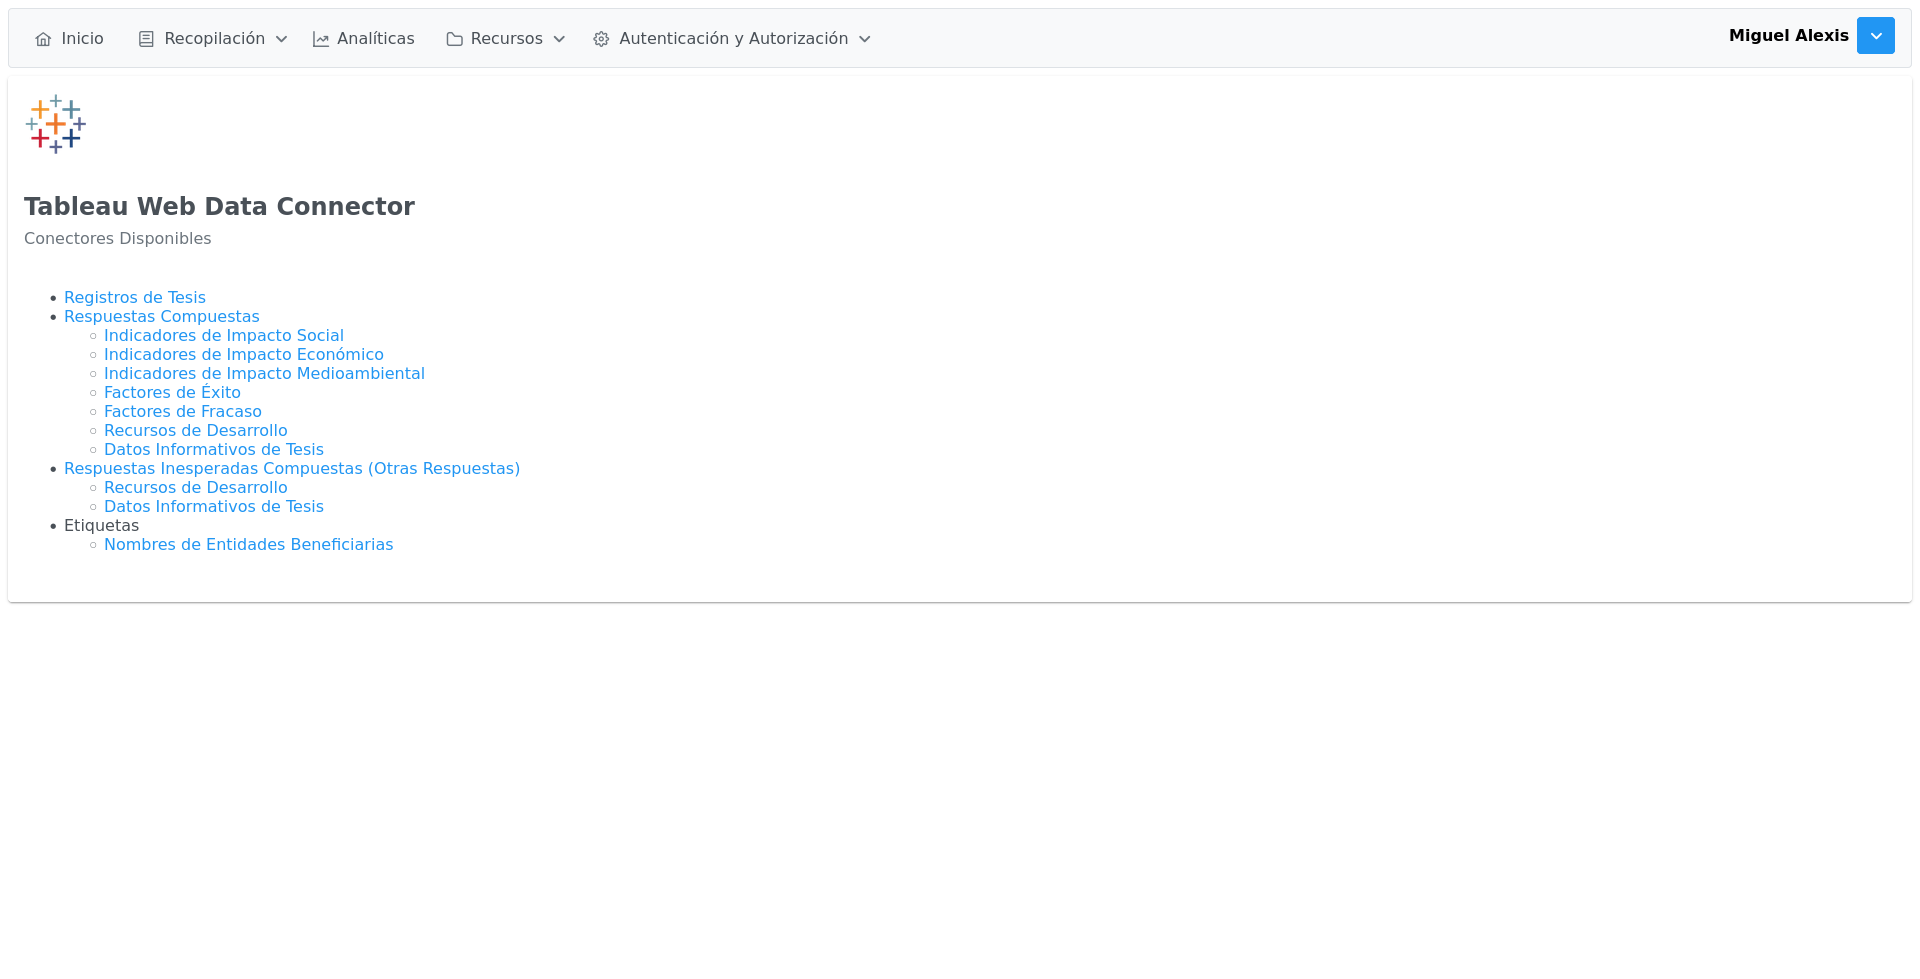 Inicio Recopilación Analíticas Recursos Autenticación y Autorización Miguel Alexis
Tableau Web Data Connector
Conectores Disponibles
Registros de Tesis
Respuestas Compuestas
Indicadores de Impacto Social
Indicadores de Impacto Económico
Indicadores de Impacto Medioambiental
Factores de Éxito
Factores de Fracaso
Recursos de Desarrollo
Datos Informativos de Tesis
Respuestas Inesperadas Compuestas (Otras Respuestas)
Recursos de Desarrollo
Datos Informativos de Tesis
Etiquetas
Nombres de Entidades Beneficiarias